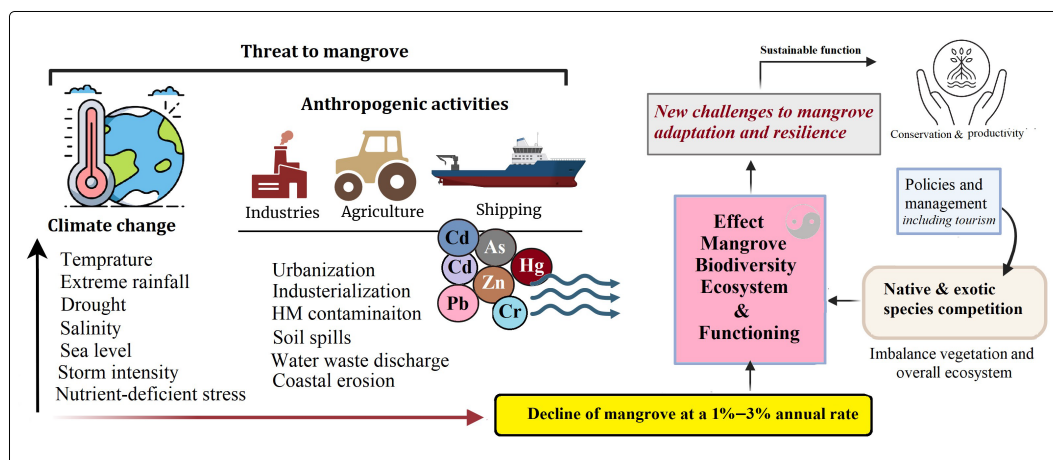 Threat to mangrove
Anthropogenic activities
Industries
Agriculture
Shipping
Climate change
Temprature
Extreme rainfall
Drought
Salinity
Sea level
Storm intensity
Nutrient-deficient stress
Urbanization
Industerialization
HM contaminaiton
Soil spills
Water waste discharge
Coastal erosion
Cd
As
Cd
Hg
Zn
Pb
Cr
Decline of mangrove at a 1%–3% annual rate
Effect
Mangrove
Biodiversity
Ecosystem
&
Functioning
New challenges to mangrove
adaptation and resilience
Sustainable function
Conservation & productivity
Policies and
management
including tourism
Native & exotic
species competition
Imbalance vegetation and
overall ecosystem